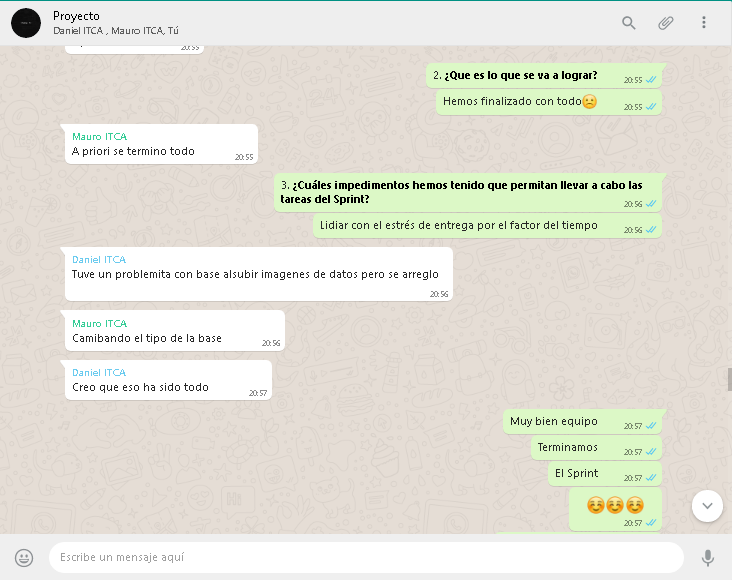 Proyecto
Daniel ITCA , Mauro ITCA, Tú
20:55
2. ¿Que es lo que se va a lograr?
20:55
Hemos finalizado con todo😥
20:55
Mauro ITCA
A priori se termino todo
20:55
3. ¿Cuáles impedimentos hemos tenido que permitan llevar a cabo las
tareas del Sprint?
20:56
Lidiar con el estrés de entrega por el factor del tiempo
20:56
Daniel ITCA
Tuve un problemita con base alsubir imagenes de datos pero se arreglo
20:56
Mauro ITCA
Camibando el tipo de la base
20:56
Daniel ITCA
Creo que eso ha sido todo
20:57
Muy bien equipo
20:57
Terminamos
20:57
El Sprint
20:57
☺️☺️☺️
20:57
Escribe un mensaje aquí